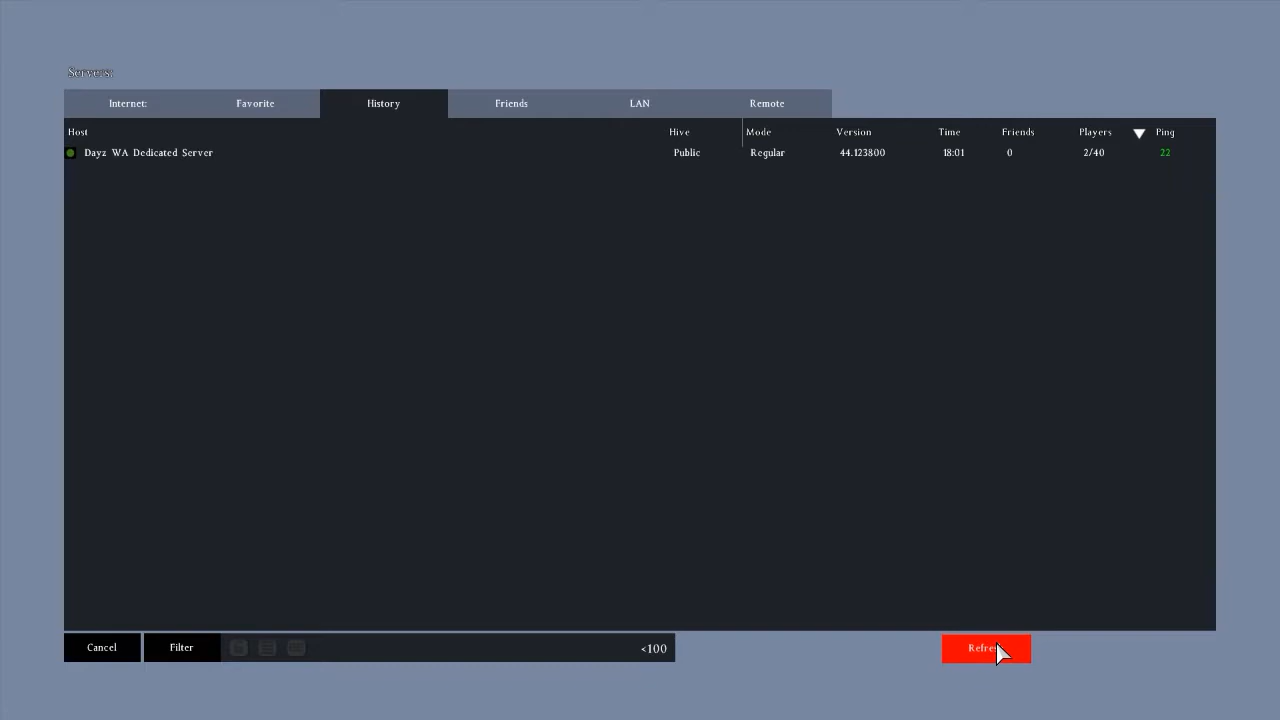 Servers:
Internet: Favorite History Friends LAN Remote
Host Hive Mode Version Time Friends Players Ping
Dayz WA Dedicated Server Public Regular 44.123800 18:01 0 2/40 22
Cancel Filter <100 Refresh